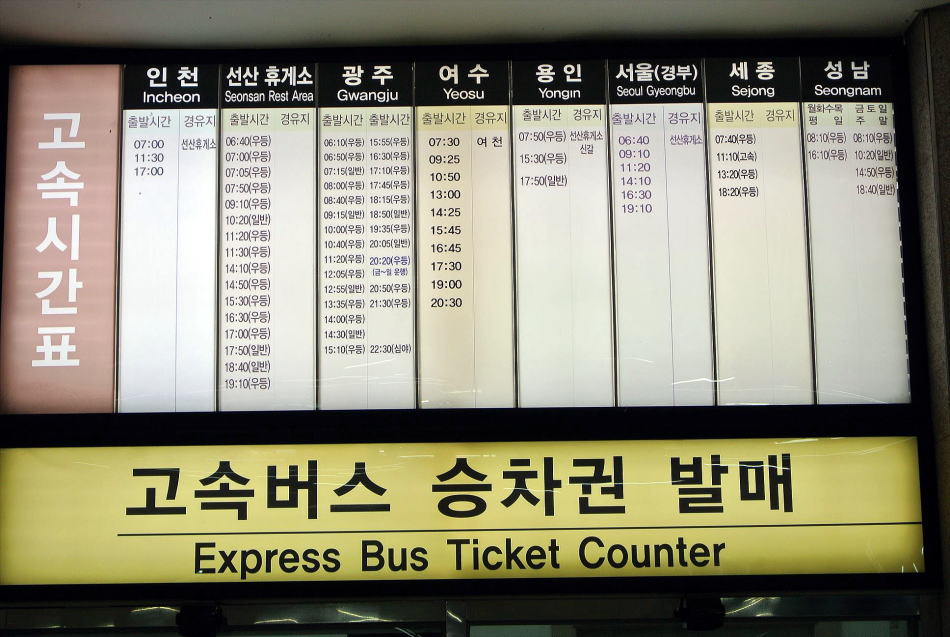 고속시간표
인천
Incheon
출발시간 경유지
07:00 선산휴게소
11:30
17:00
선산 휴게소
Seonsan Rest Area
출발시간 경유지
06:40(우등)
07:00(우등)
07:05(우등)
07:50(우등)
09:10(우등)
10:20(일반)
11:20(우등)
11:30(우등)
14:10(우등)
14:50(우등)
15:30(우등)
16:30(우등)
17:00(우등)
17:50(일반)
18:40(일반)
19:10(우등)
광주
Gwangju
출발시간 출발시간
06:10(우등) 15:55(우등)
06:50(우등) 16:30(우등)
07:15(일반) 17:10(우등)
08:00(우등) 17:45(우등)
08:40(우등) 18:15(우등)
09:15(일반) 18:50(일반)
10:00(우등) 19:35(우등)
10:40(우등) 20:05(일반)
11:20(우등) 20:20(우등)
12:05(우등) (금~일 운행)
12:55(일반) 20:50(우등)
13:35(우등) 21:30(우등)
14:00(우등)
14:30(일반)
15:10(우등) 22:30(심야)
여수
Yeosu
출발시간 경유지
07:30 여천
09:25
10:50
13:00
14:25
15:45
16:45
17:30
19:00
20:30
용인
Yongin
출발시간 경유지
07:50(우등) 선산휴게소
신갈
15:30(우등)
17:50(일반)
서울(경부)
Seoul Gyeongbu
출발시간 경유지
06:40 선산휴게소
09:10
11:20
14:10
16:30
19:10
세종
Sejong
출발시간 경유지
07:40(우등)
11:10(고속)
13:20(우등)
18:20(우등)
성남
Seongnam
월화수목 금토일
평 일 주 말
08:10(우등) 08:10(우등)
16:10(우등) 10:20(일반)
14:50(우등)
18:40(일반)
고속버스 승차권 발매
Express Bus Ticket Counter